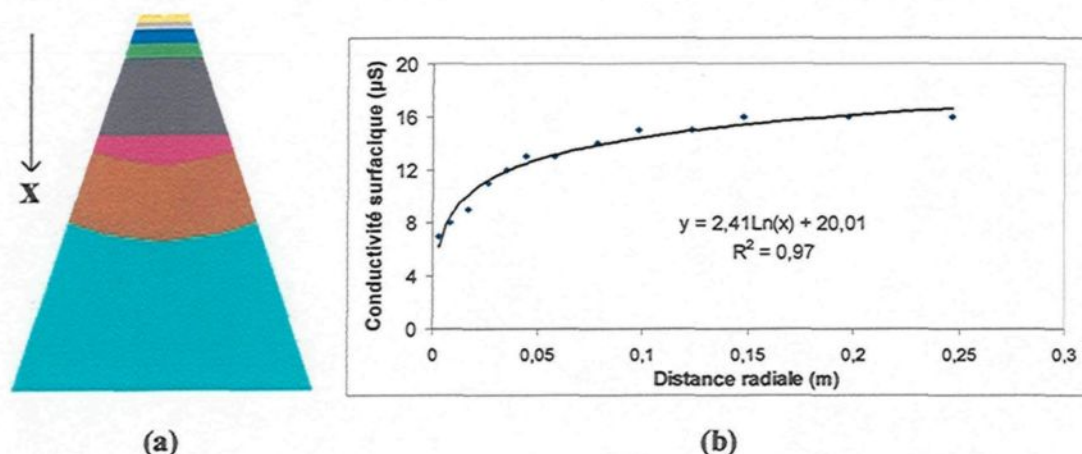 X
(a)
Conductivité surfacique (µS)
20
16
12
8
4
0
y = 2,41Ln(x) + 20,01
R² = 0,97
0
0,05
0,1
0,15
0,2
0,25
0,3
Distance radiale (m)
(b)